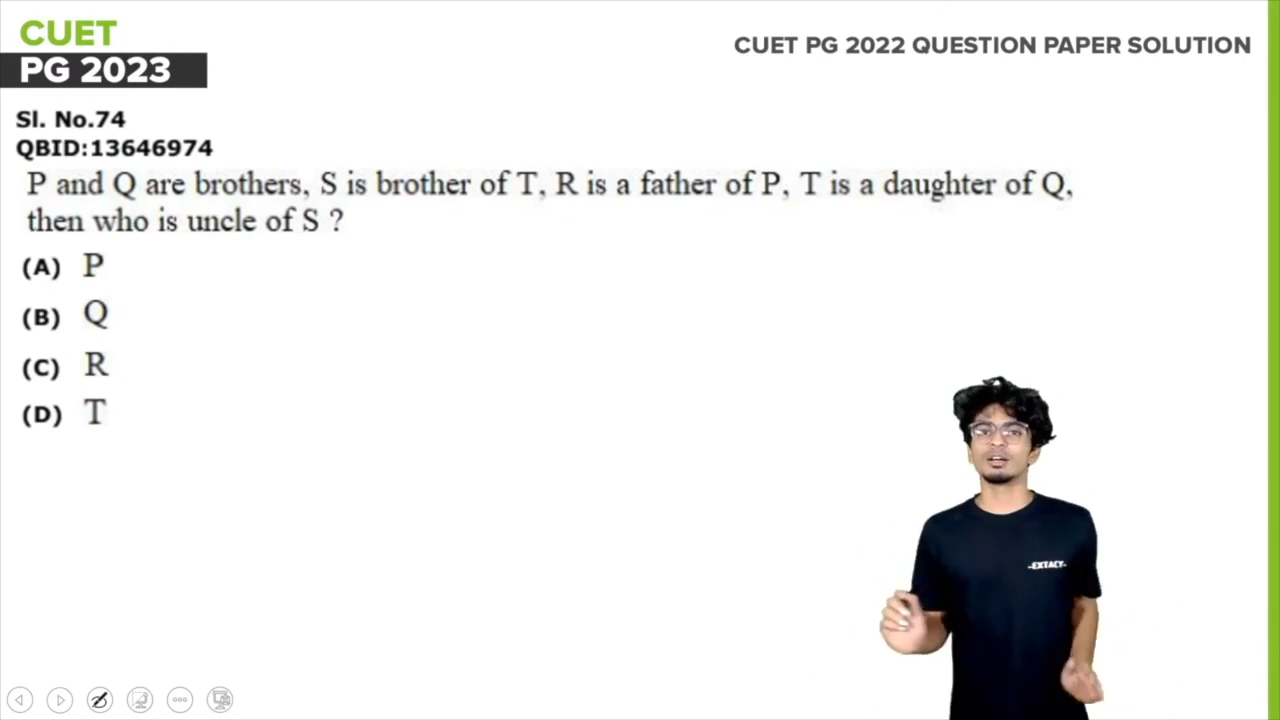 CUET
PG 2023
CUET PG 2022 QUESTION PAPER SOLUTION
Sl. No.74
QBID:13646974
P and Q are brothers, S is brother of T, R is a father of P, T is a daughter of Q,
then who is uncle of S ?
(A) P
(B) Q
(C) R
(D) T
-EXTACY-